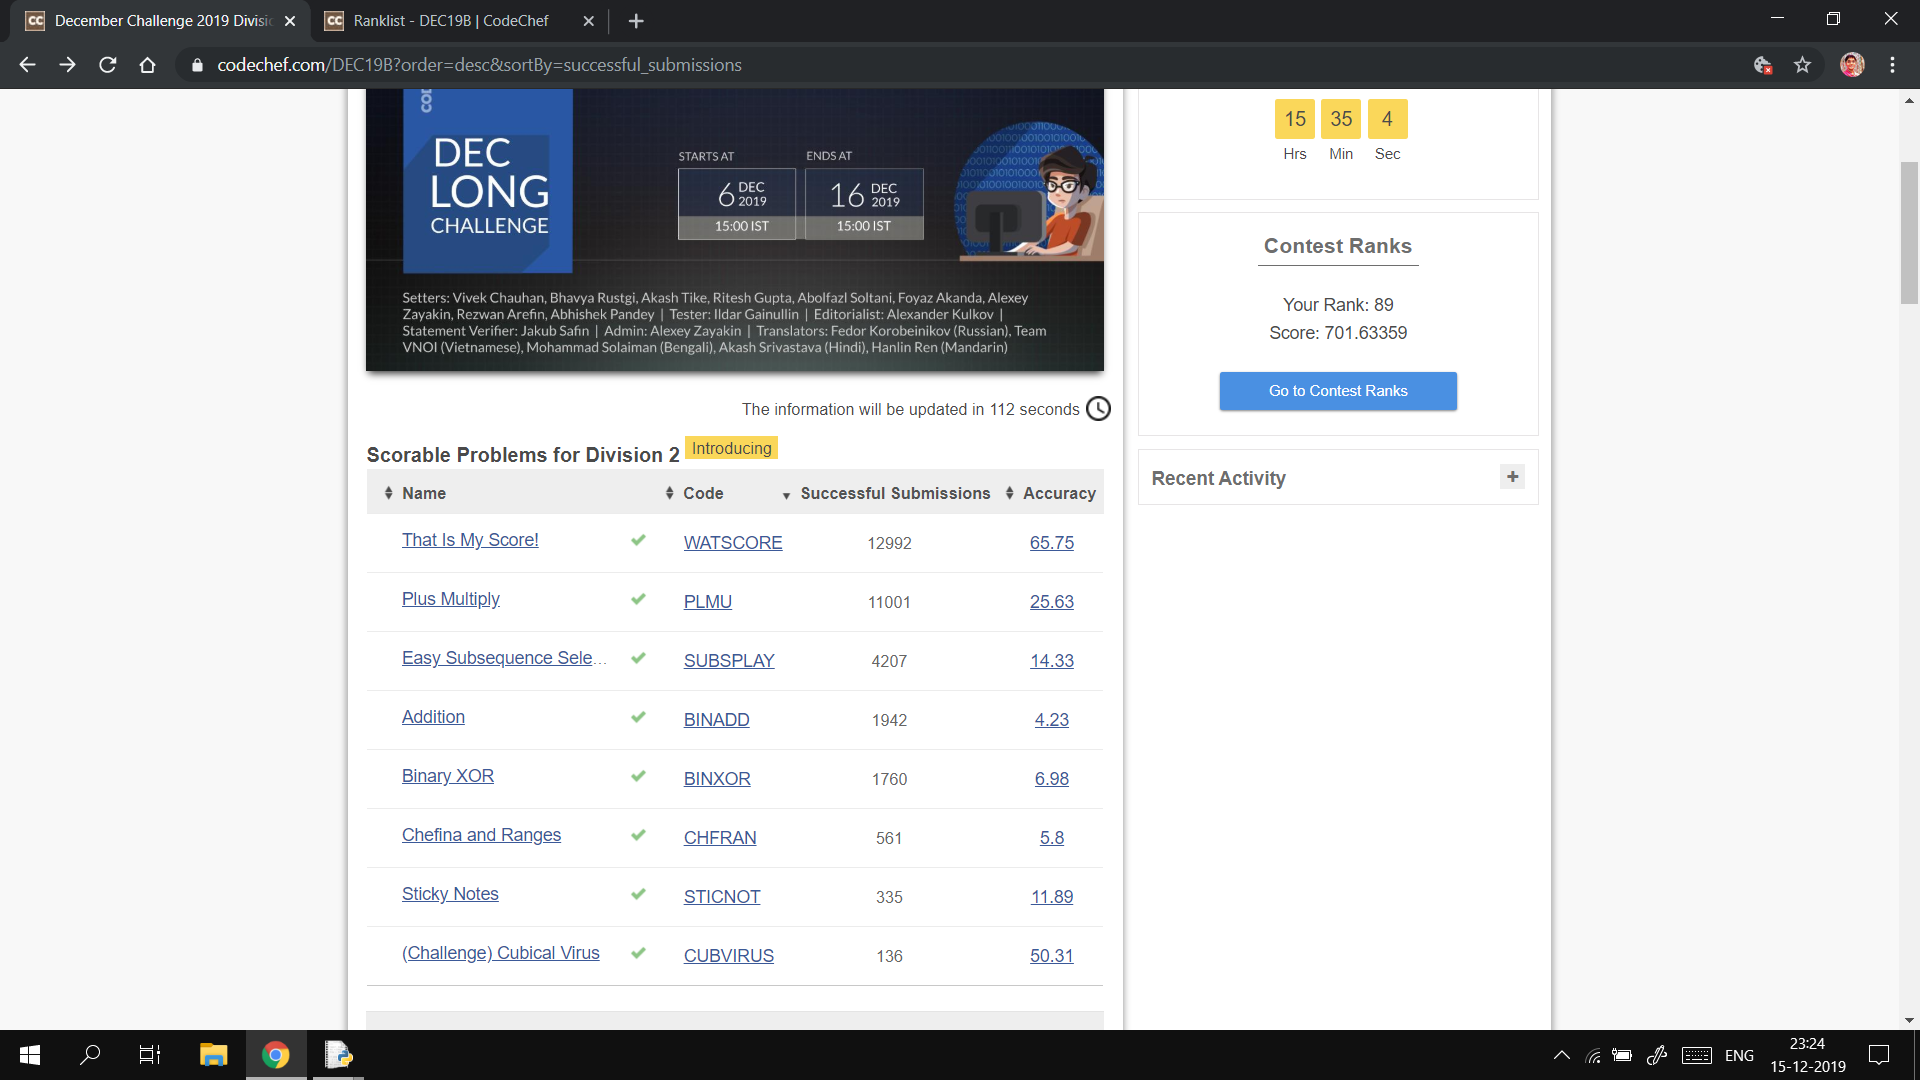 December Challenge 2019 Divisi
Ranklist - DEC19B | CodeChef
codechef.com/DEC19B?order=desc&sortBy=successful_submissions
DEC
LONG
CHALLENGE
STARTS AT
6 DEC 2019
15:00 IST
ENDS AT
16 DEC 2019
15:00 IST
Setters: Vivek Chauhan, Bhavya Rustgi, Akash Tike, Ritesh Gupta, Abolfazl Soltani, Foyaz Akanda, Alexey
Zayakin, Rezwan Arefin, Abhishek Pandey | Tester: Ildar Gainullin | Editorialist: Alexander Kulkov |
Statement Verifier: Jakub Safin | Admin: Alexey Zayakin | Translators: Fedor Korobeinikov (Russian), Team
VNOI (Vietnamese), Mohammad Solaiman (Bengali), Akash Srivastava (Hindi), Hanlin Ren (Mandarin)
The information will be updated in 112 seconds
Scorable Problems for Division 2 Introducing
Name Code Successful Submissions Accuracy
That Is My Score! WATSCORE 12992 65.75
Plus Multiply PLMU 11001 25.63
Easy Subsequence Sele... SUBSPLAY 4207 14.33
Addition BINADD 1942 4.23
Binary XOR BINXOR 1760 6.98
Chefina and Ranges CHFRAN 561 5.8
Sticky Notes STICNOT 335 11.89
(Challenge) Cubical Virus CUBVIRUS 136 50.31
15 35 4
Hrs Min Sec
Contest Ranks
Your Rank: 89
Score: 701.63359
Go to Contest Ranks
Recent Activity +
ENG
23:24
15-12-2019